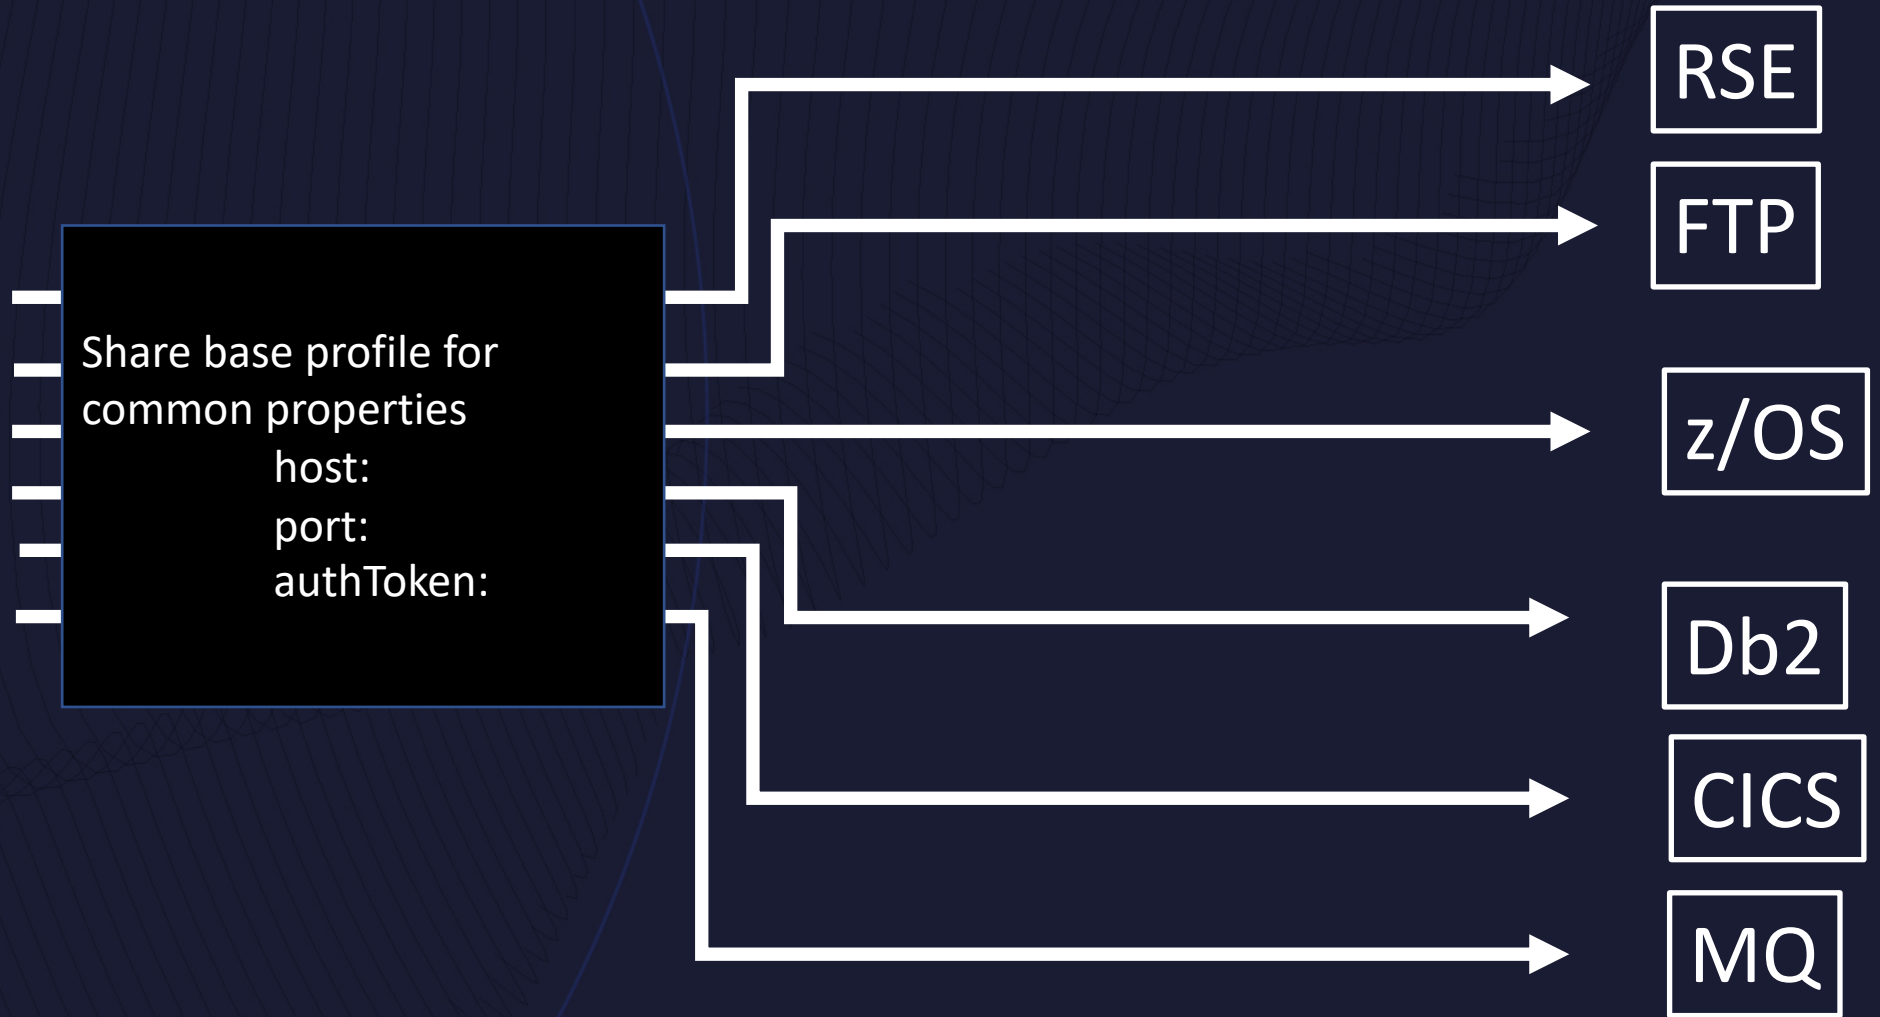 Share base profile for
common properties
host:
port:
authToken:
RSE
FTP
z/OS
Db2
CICS
MQ